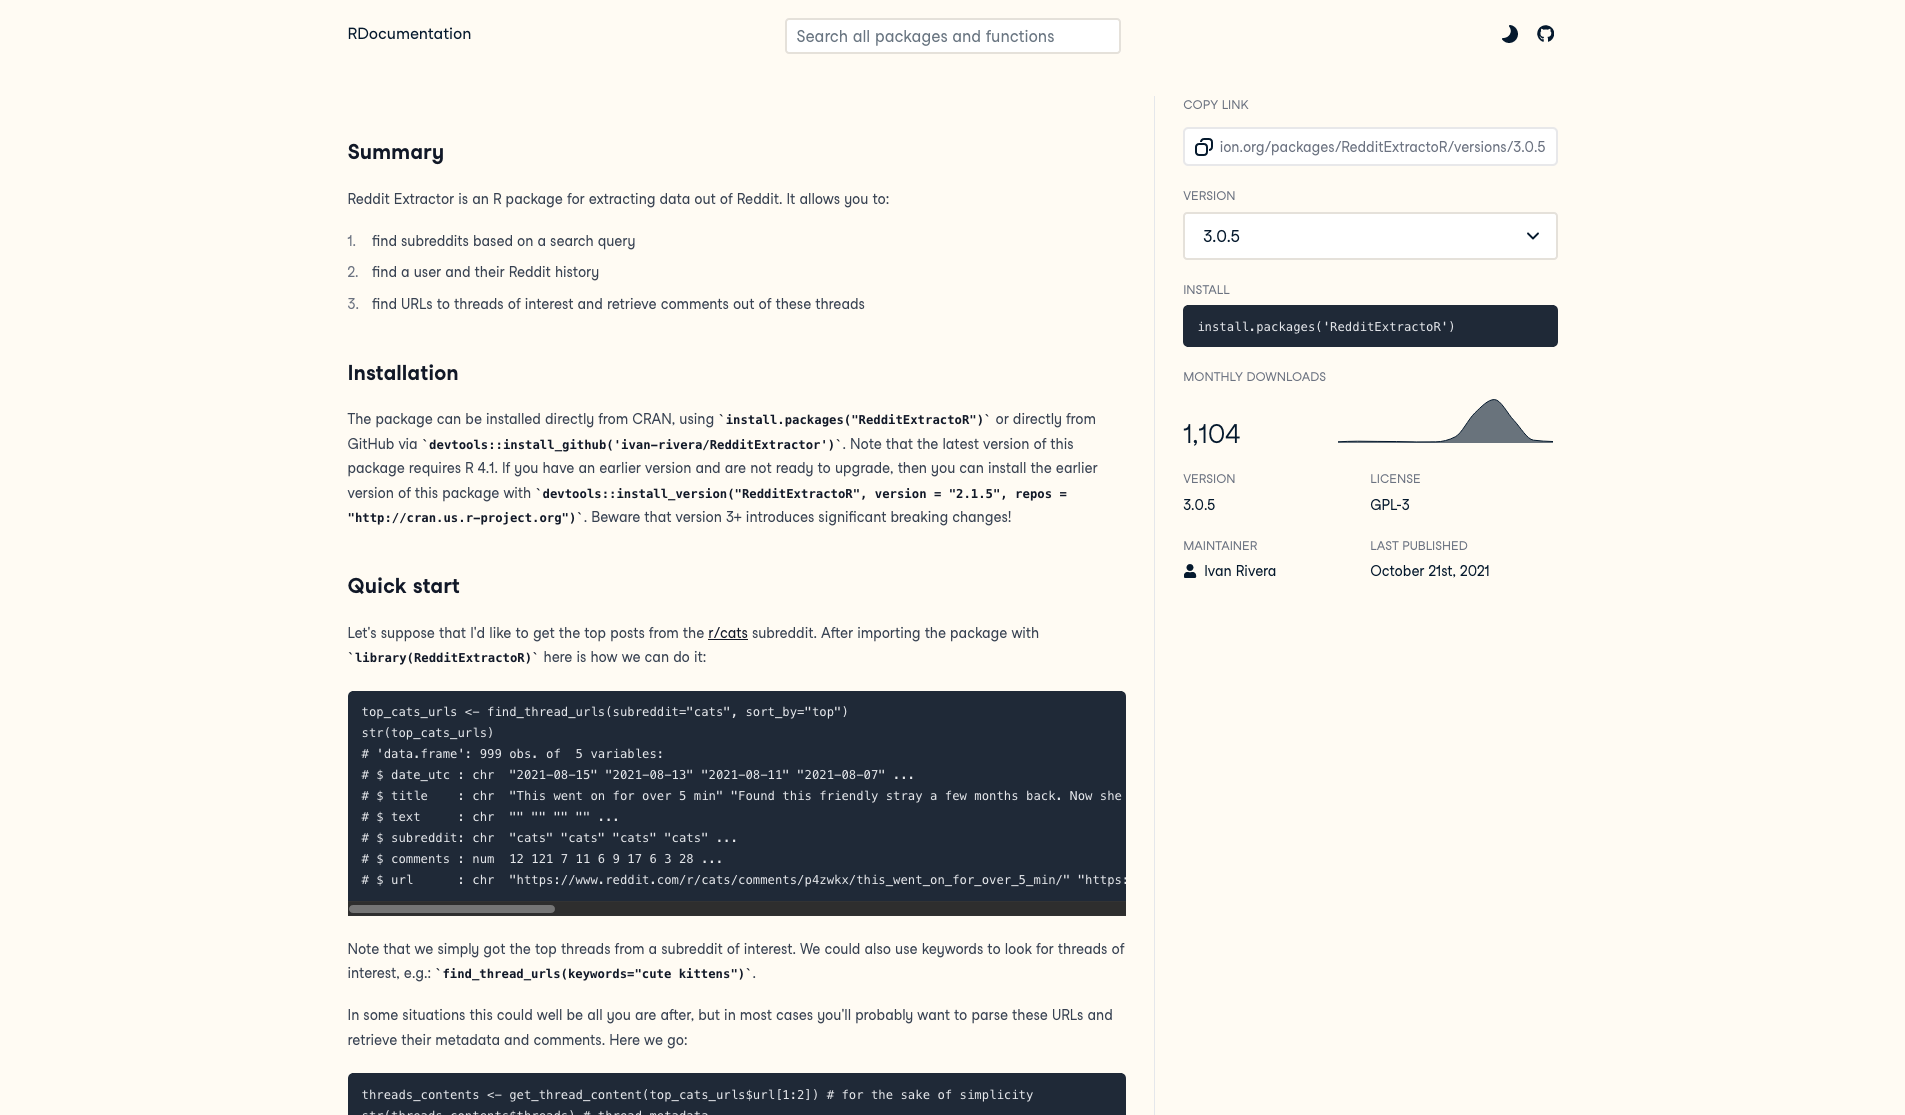 RDocumentation
Search all packages and functions
Summary
Reddit Extractor is an R package for extracting data out of Reddit. It allows you to:
1. find subreddits based on a search query
2. find a user and their Reddit history
3. find URLs to threads of interest and retrieve comments out of these threads
Installation
The package can be installed directly from CRAN, using `install.packages("RedditExtractoR")` or directly from
GitHub via `devtools::install_github('ivan-rivera/RedditExtractor')`. Note that the latest version of this
package requires R 4.1. If you have an earlier version and are not ready to upgrade, then you can install the earlier
version of this package with `devtools::install_version("RedditExtractoR", version = "2.1.5", repos =
"http://cran.us.r-project.org")`. Beware that version 3+ introduces significant breaking changes!
Quick start
Let's suppose that I'd like to get the top posts from the r/cats subreddit. After importing the package with
`library(RedditExtractoR)` here is how we can do it:
top_cats_urls <- find_thread_urls(subreddit="cats", sort_by="top")
str(top_cats_urls)
# 'data.frame': 999 obs. of  5 variables:
# $ date_utc : chr  "2021-08-15" "2021-08-13" "2021-08-11" "2021-08-07" ...
# $ title    : chr  "This went on for over 5 min" "Found this friendly stray a few months back. Now she
# $ text     : chr  "" "" "" "" ...
# $ subreddit: chr  "cats" "cats" "cats" "cats" ...
# $ comments : num  12 121 7 11 6 9 17 6 3 28 ...
# $ url      : chr  "https://www.reddit.com/r/cats/comments/p4zwkx/this_went_on_for_over_5_min/" "https:
Note that we simply got the top threads from a subreddit of interest. We could also use keywords to look for threads of
interest, e.g.: `find_thread_urls(keywords="cute kittens")`.
In some situations this could well be all you are after, but in most cases you'll probably want to parse these URLs and
retrieve their metadata and comments. Here we go:
threads_contents <- get_thread_content(top_cats_urls$url[1:2]) # for the sake of simplicity
str(threads_contents$threads) # thread metadata
COPY LINK
ion.org/packages/RedditExtractoR/versions/3.0.5
VERSION
3.0.5
INSTALL
install.packages('RedditExtractoR')
MONTHLY DOWNLOADS
1,104
VERSION
3.0.5
LICENSE
GPL-3
MAINTAINER
Ivan Rivera
LAST PUBLISHED
October 21st, 2021